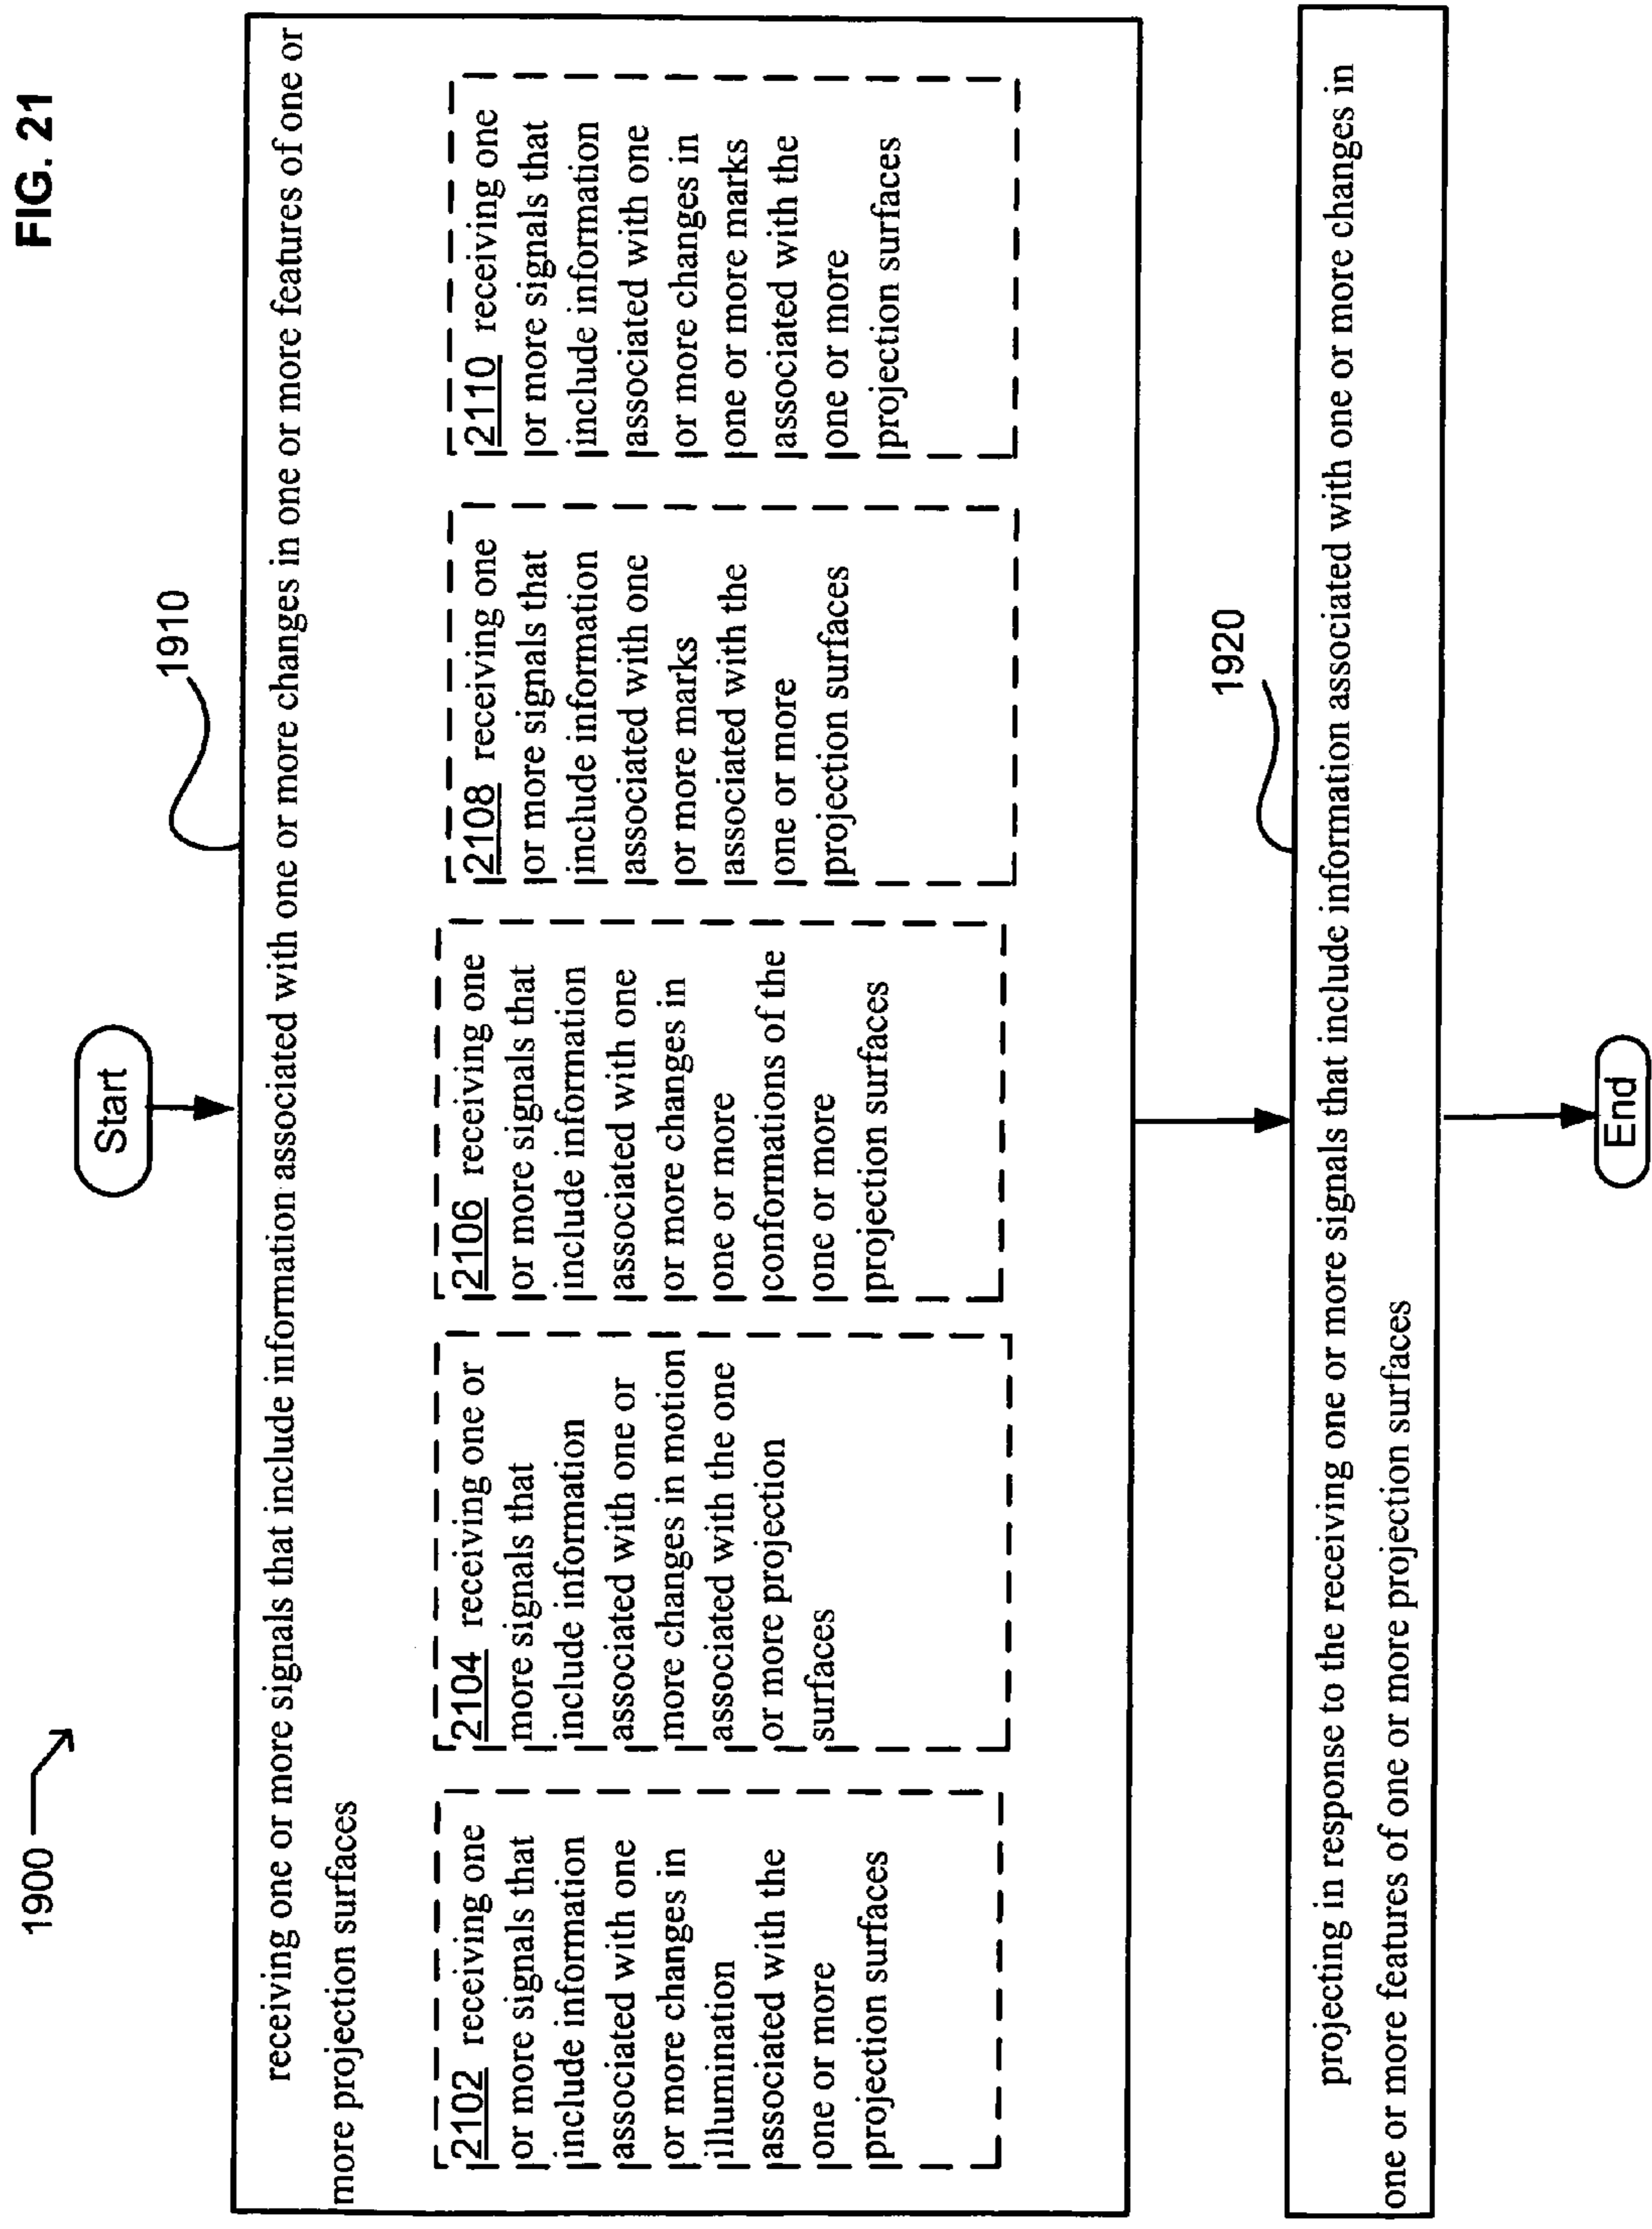 FIG. 21
1900
Start
1910
receiving one or more signals that include information associated with one or more changes in one or more features of one or
more projection surfaces
2102 receiving one
or more signals that
include information
associated with one
or more changes in
illumination
associated with the
one or more
projection surfaces
2104 receiving one or
more signals that
include information
associated with one or
more changes in motion
associated with the one
or more projection
surfaces
2106 receiving one
or more signals that
include information
associated with one
or more changes in
one or more
conformations of the
one or more
projection surfaces
2108 receiving one
or more signals that
include information
associated with one
or more marks
associated with the
one or more
projection surfaces
2110 receiving one
or more signals that
include information
associated with one
or more changes in
one or more marks
associated with the
one or more
projection surfaces
1920
projecting in response to the receiving one or more signals that include information associated with one or more changes in
one or more features of one or more projection surfaces
End